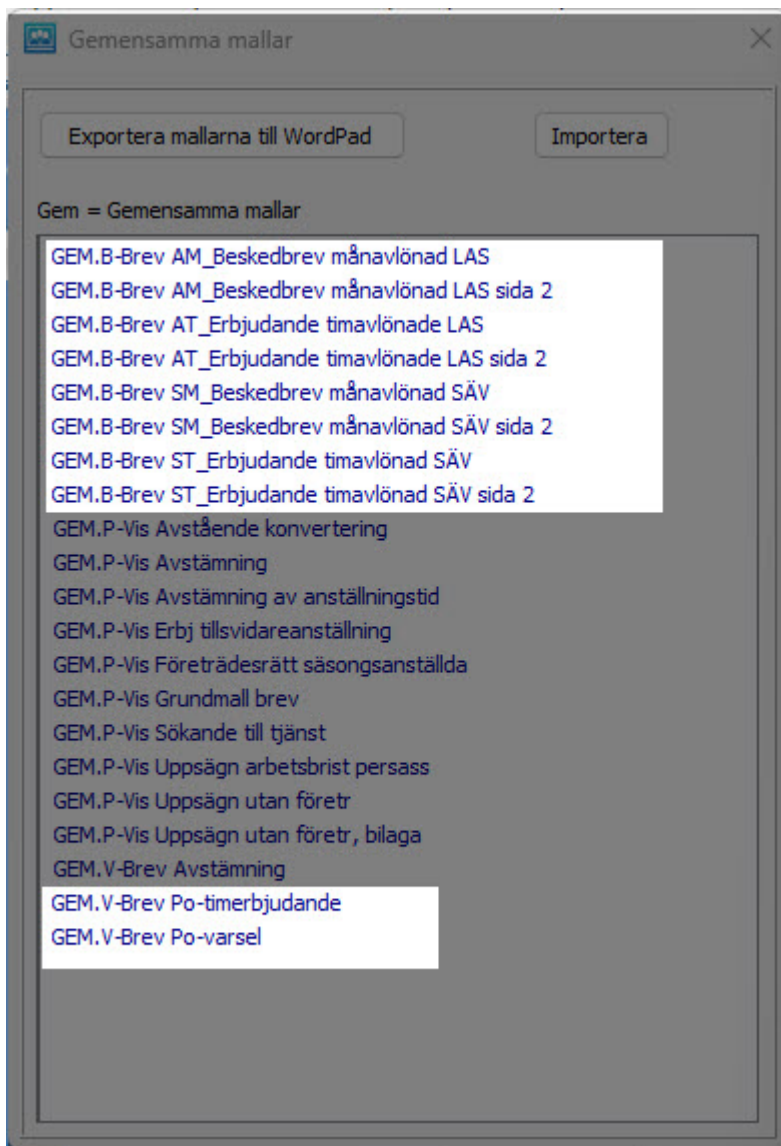 Gemensamma mallar
Exportera mallarna till WordPad
Importera
Gem = Gemensamma mallar
GEM.B-Brev AM_Beskedbrev månavlönad LAS
GEM.B-Brev AM_Beskedbrev månavlönad LAS sida 2
GEM.B-Brev AT_Erbjudande timavlönade LAS
GEM.B-Brev AT_Erbjudande timavlönade LAS sida 2
GEM.B-Brev SM_Beskedbrev månavlönad SÄV
GEM.B-Brev SM_Beskedbrev månavlönad SÄV sida 2
GEM.B-Brev ST_Erbjudande timavlönad SÄV
GEM.B-Brev ST_Erbjudande timavlönad SÄV sida 2
GEM.P-Vis Avstående konvertering
GEM.P-Vis Avstämning
GEM.P-Vis Avstämning av anställningstid
GEM.P-Vis Erbj tillsvidareanställning
GEM.P-Vis Företrädesrätt säsongsanställda
GEM.P-Vis Grundmall brev
GEM.P-Vis Sökande till tjänst
GEM.P-Vis Uppsägn arbetsbrist persass
GEM.P-Vis Uppsägn utan företr
GEM.P-Vis Uppsägn utan företr, bilaga
GEM.V-Brev Avstämning
GEM.V-Brev Po-timerbjudande
GEM.V-Brev Po-varsel